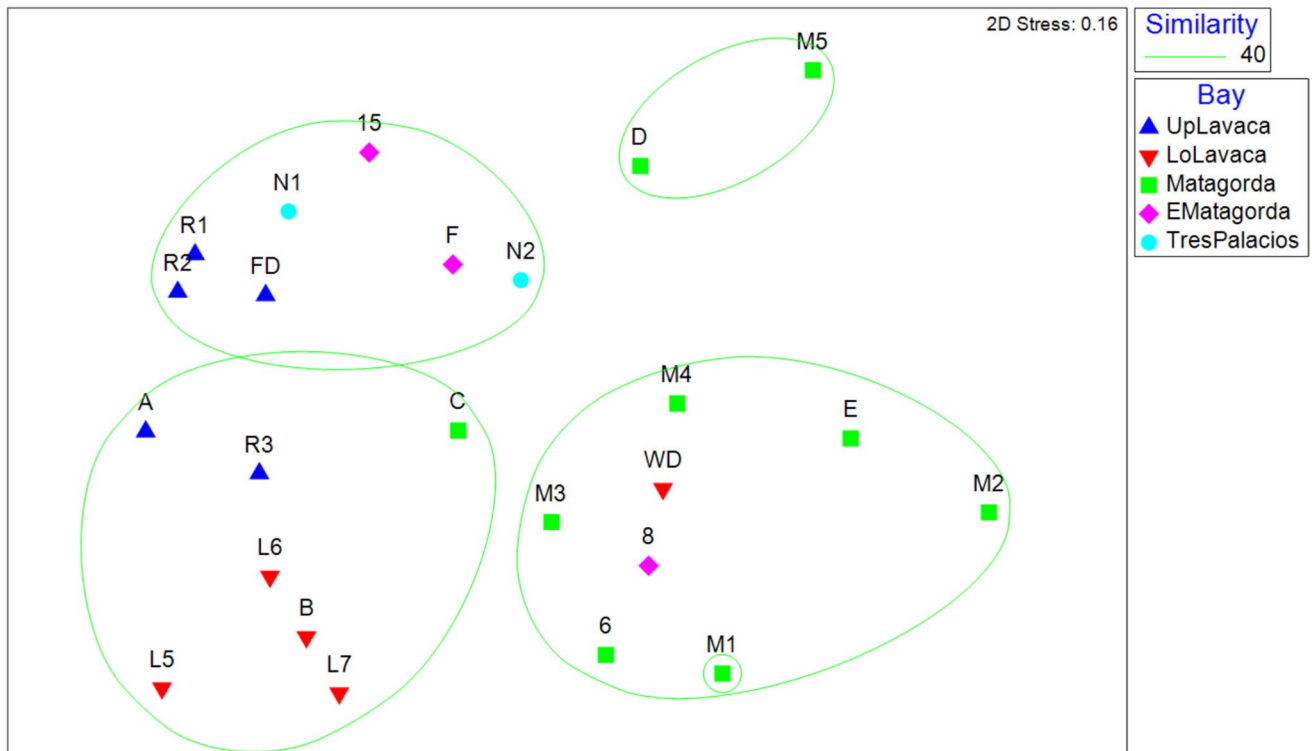 2D Stress: 0.16
M5
D
15
N1
R1
R2
FD
F
N2
A
R3
C
L6
B
L5
L7
M4
E
WD
M3
M2
8
6
M1
Similarity
40
Bay
UpLavaca
LoLavaca
Matagorda
EMatagorda
TresPalacios